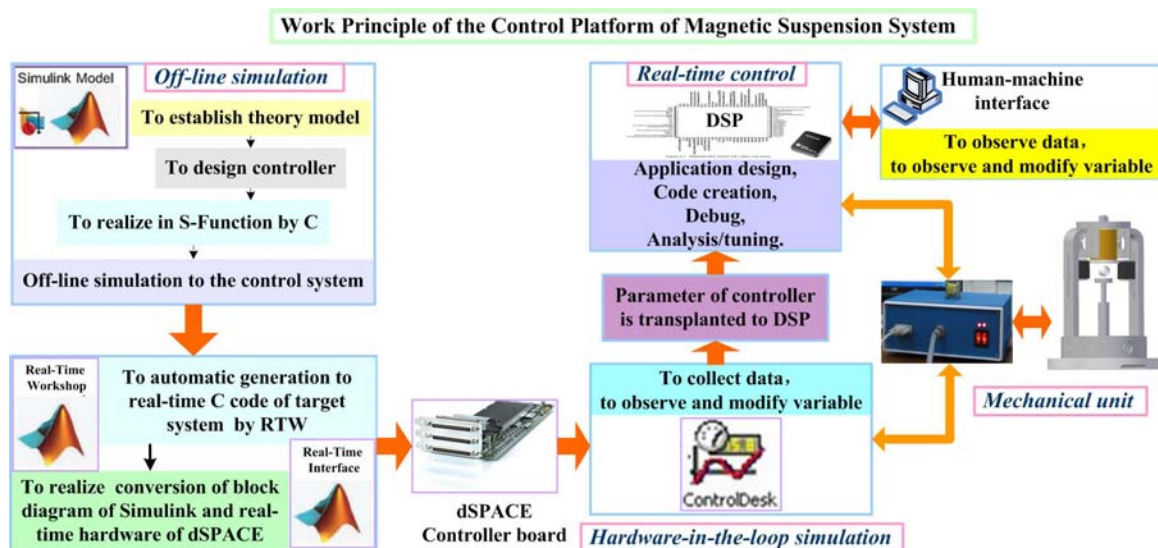 Work Principle of the Control Platform of Magnetic Suspension System
Simulink Model
Off-line simulation
To establish theory model
To design controller
To realize in S-Function by C
Off-line simulation to the control system
Real-Time
Workshop
To automatic generation to
real-time C code of target
system by RTW
Real-Time
Interface
To realize conversion of block
diagram of Simulink and real-
time hardware of dSPACE
dSPACE
Controller board
Real-time control
DSP
Application design,
Code creation,
Debug,
Analysis/tuning.
Parameter of controller
is transplanted to DSP
To collect data,
to observe and modify variable
ControlDesk
Hardware-in-the-loop simulation
Human-machine
interface
To observe data,
to observe and modify variable
Mechanical unit